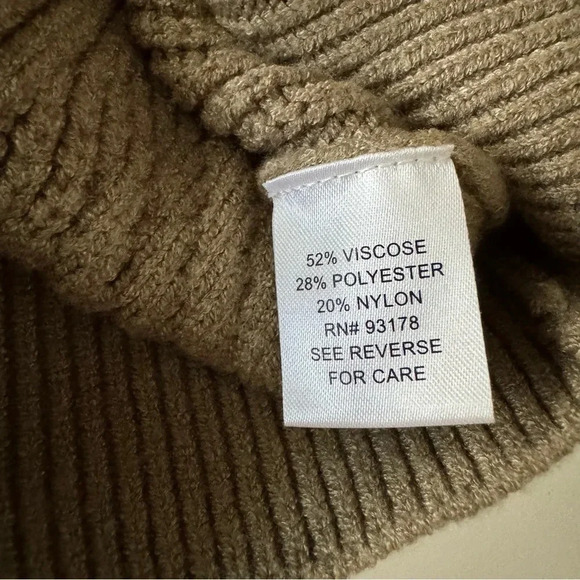 52% VISCOSE
28% POLYESTER
20% NYLON
RN# 93178
SEE REVERSE
FOR CARE